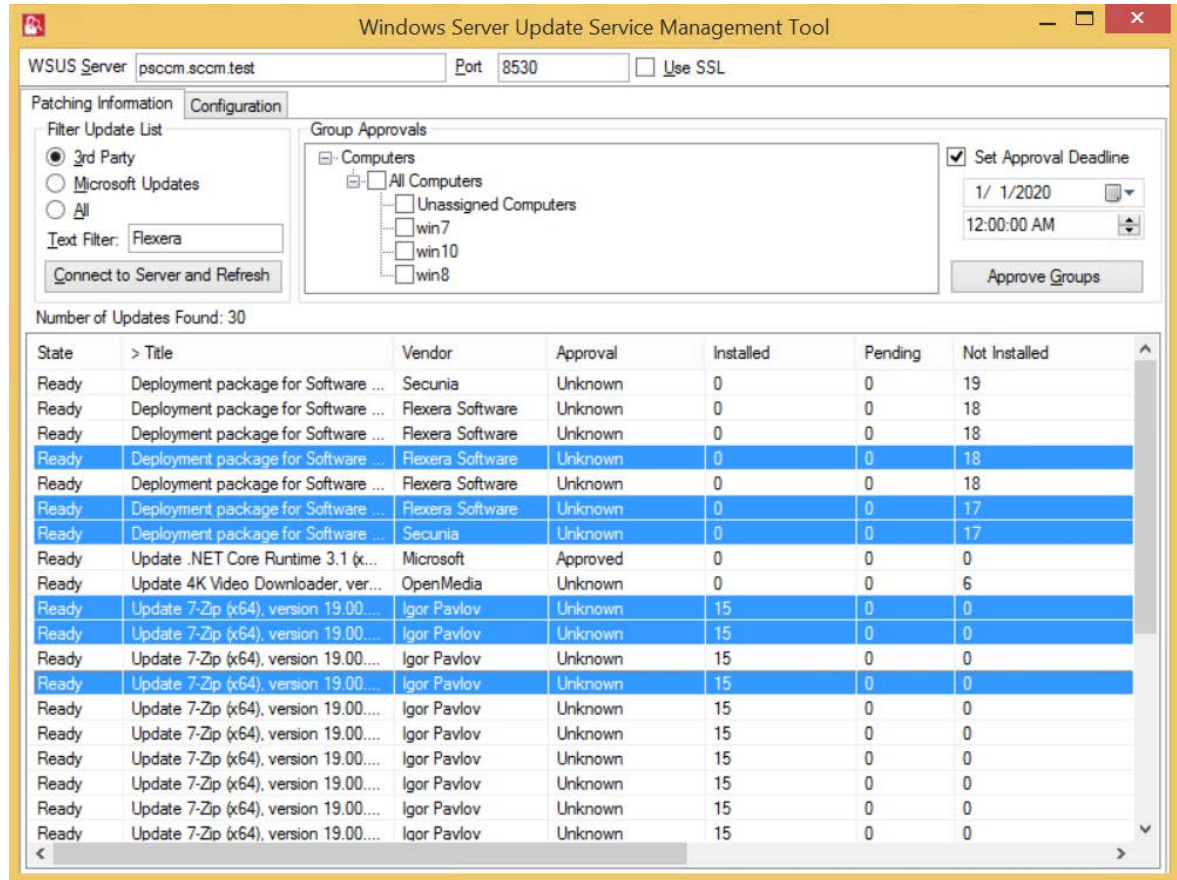 Windows Server Update Service Management Tool
WSUS Server psccm.sccm.test Port 8530 Use SSL
Patching Information Configuration
Filter Update List
3rd Party
Microsoft Updates
All
Text Filter: Flexera
Connect to Server and Refresh
Group Approvals
Computers
All Computers
Unassigned Computers
win7
win10
win8
Set Approval Deadline
1/ 1/2020
12:00:00 AM
Approve Groups
Number of Updates Found: 30
State > Title Vendor Approval Installed Pending Not Installed
Ready Deployment package for Software ... Secunia Unknown 0 0 19
Ready Deployment package for Software ... Flexera Software Unknown 0 0 18
Ready Deployment package for Software ... Flexera Software Unknown 0 0 18
Ready Deployment package for Software ... Flexera Software Unknown 0 0 18
Ready Deployment package for Software ... Flexera Software Unknown 0 0 18
Ready Deployment package for Software ... Flexera Software Unknown 0 0 17
Ready Deployment package for Software ... Secunia Unknown 0 0 17
Ready Update .NET Core Runtime 3.1 (x... Microsoft Approved 0 0 0
Ready Update 4K Video Downloader, ver... OpenMedia Unknown 0 0 6
Ready Update 7-Zip (x64), version 19.00.... Igor Pavlov Unknown 15 0 0
Ready Update 7-Zip (x64), version 19.00.... Igor Pavlov Unknown 15 0 0
Ready Update 7-Zip (x64), version 19.00.... Igor Pavlov Unknown 15 0 0
Ready Update 7-Zip (x64), version 19.00.... Igor Pavlov Unknown 15 0 0
Ready Update 7-Zip (x64), version 19.00.... Igor Pavlov Unknown 15 0 0
Ready Update 7-Zip (x64), version 19.00.... Igor Pavlov Unknown 15 0 0
Ready Update 7-Zip (x64), version 19.00.... Igor Pavlov Unknown 15 0 0
Ready Update 7-Zip (x64), version 19.00.... Igor Pavlov Unknown 15 0 0
Ready Update 7-Zip (x64), version 19.00.... Igor Pavlov Unknown 15 0 0
Ready Update 7-Zip (x64), version 19.00.... Igor Pavlov Unknown 15 0 0